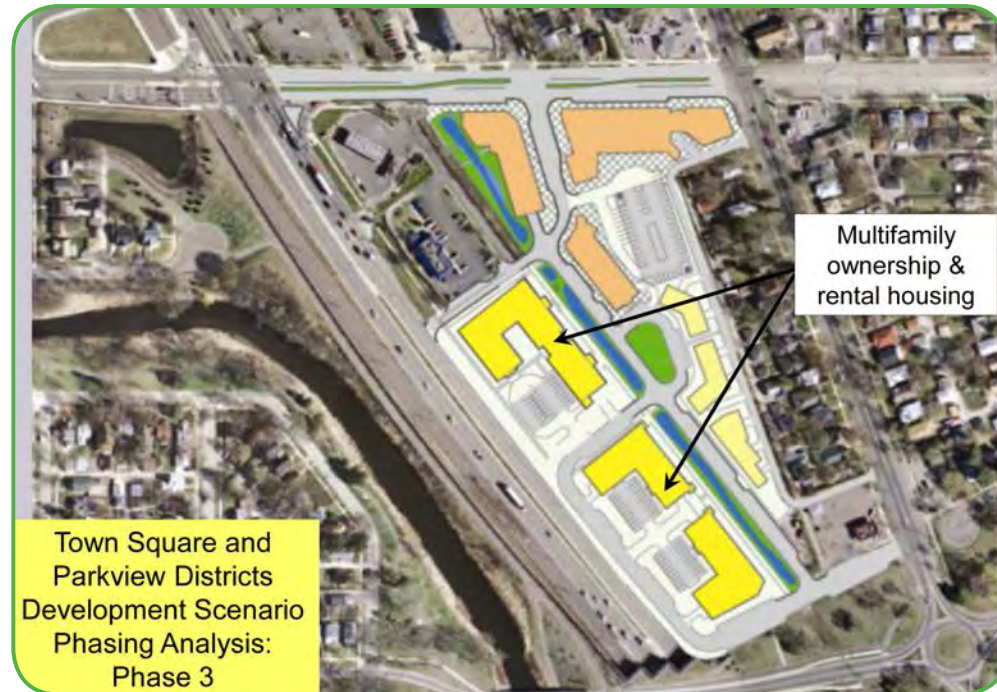 Multifamily
ownership &
rental housing
Town Square and
Parkview Districts
Development Scenario
Phasing Analysis:
Phase 3